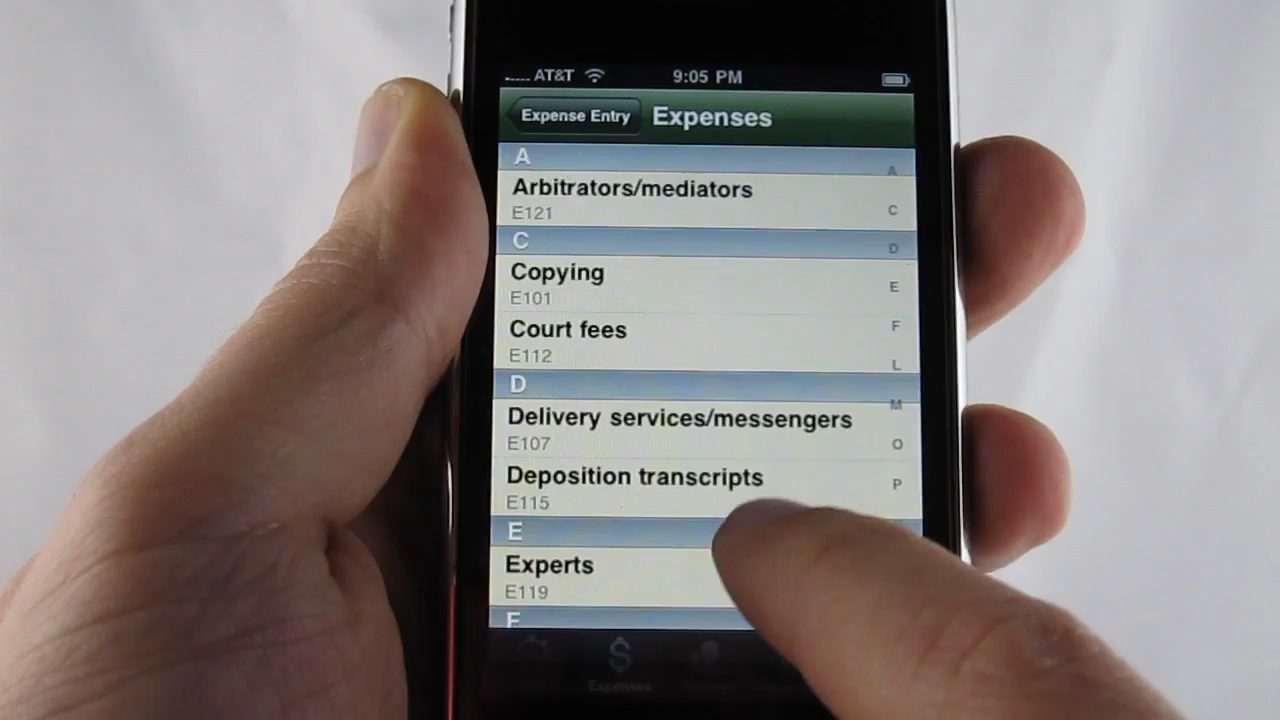 AT&T 9:05 PM
Expense Entry Expenses
A
Arbitrators/mediators
E121
C
Copying
E101
Court fees
E112
D
Delivery services/messengers
E107
Deposition transcripts
E115
E
Experts
E119
F
A
C
D
E
F
L
M
O
P
$
Expenses